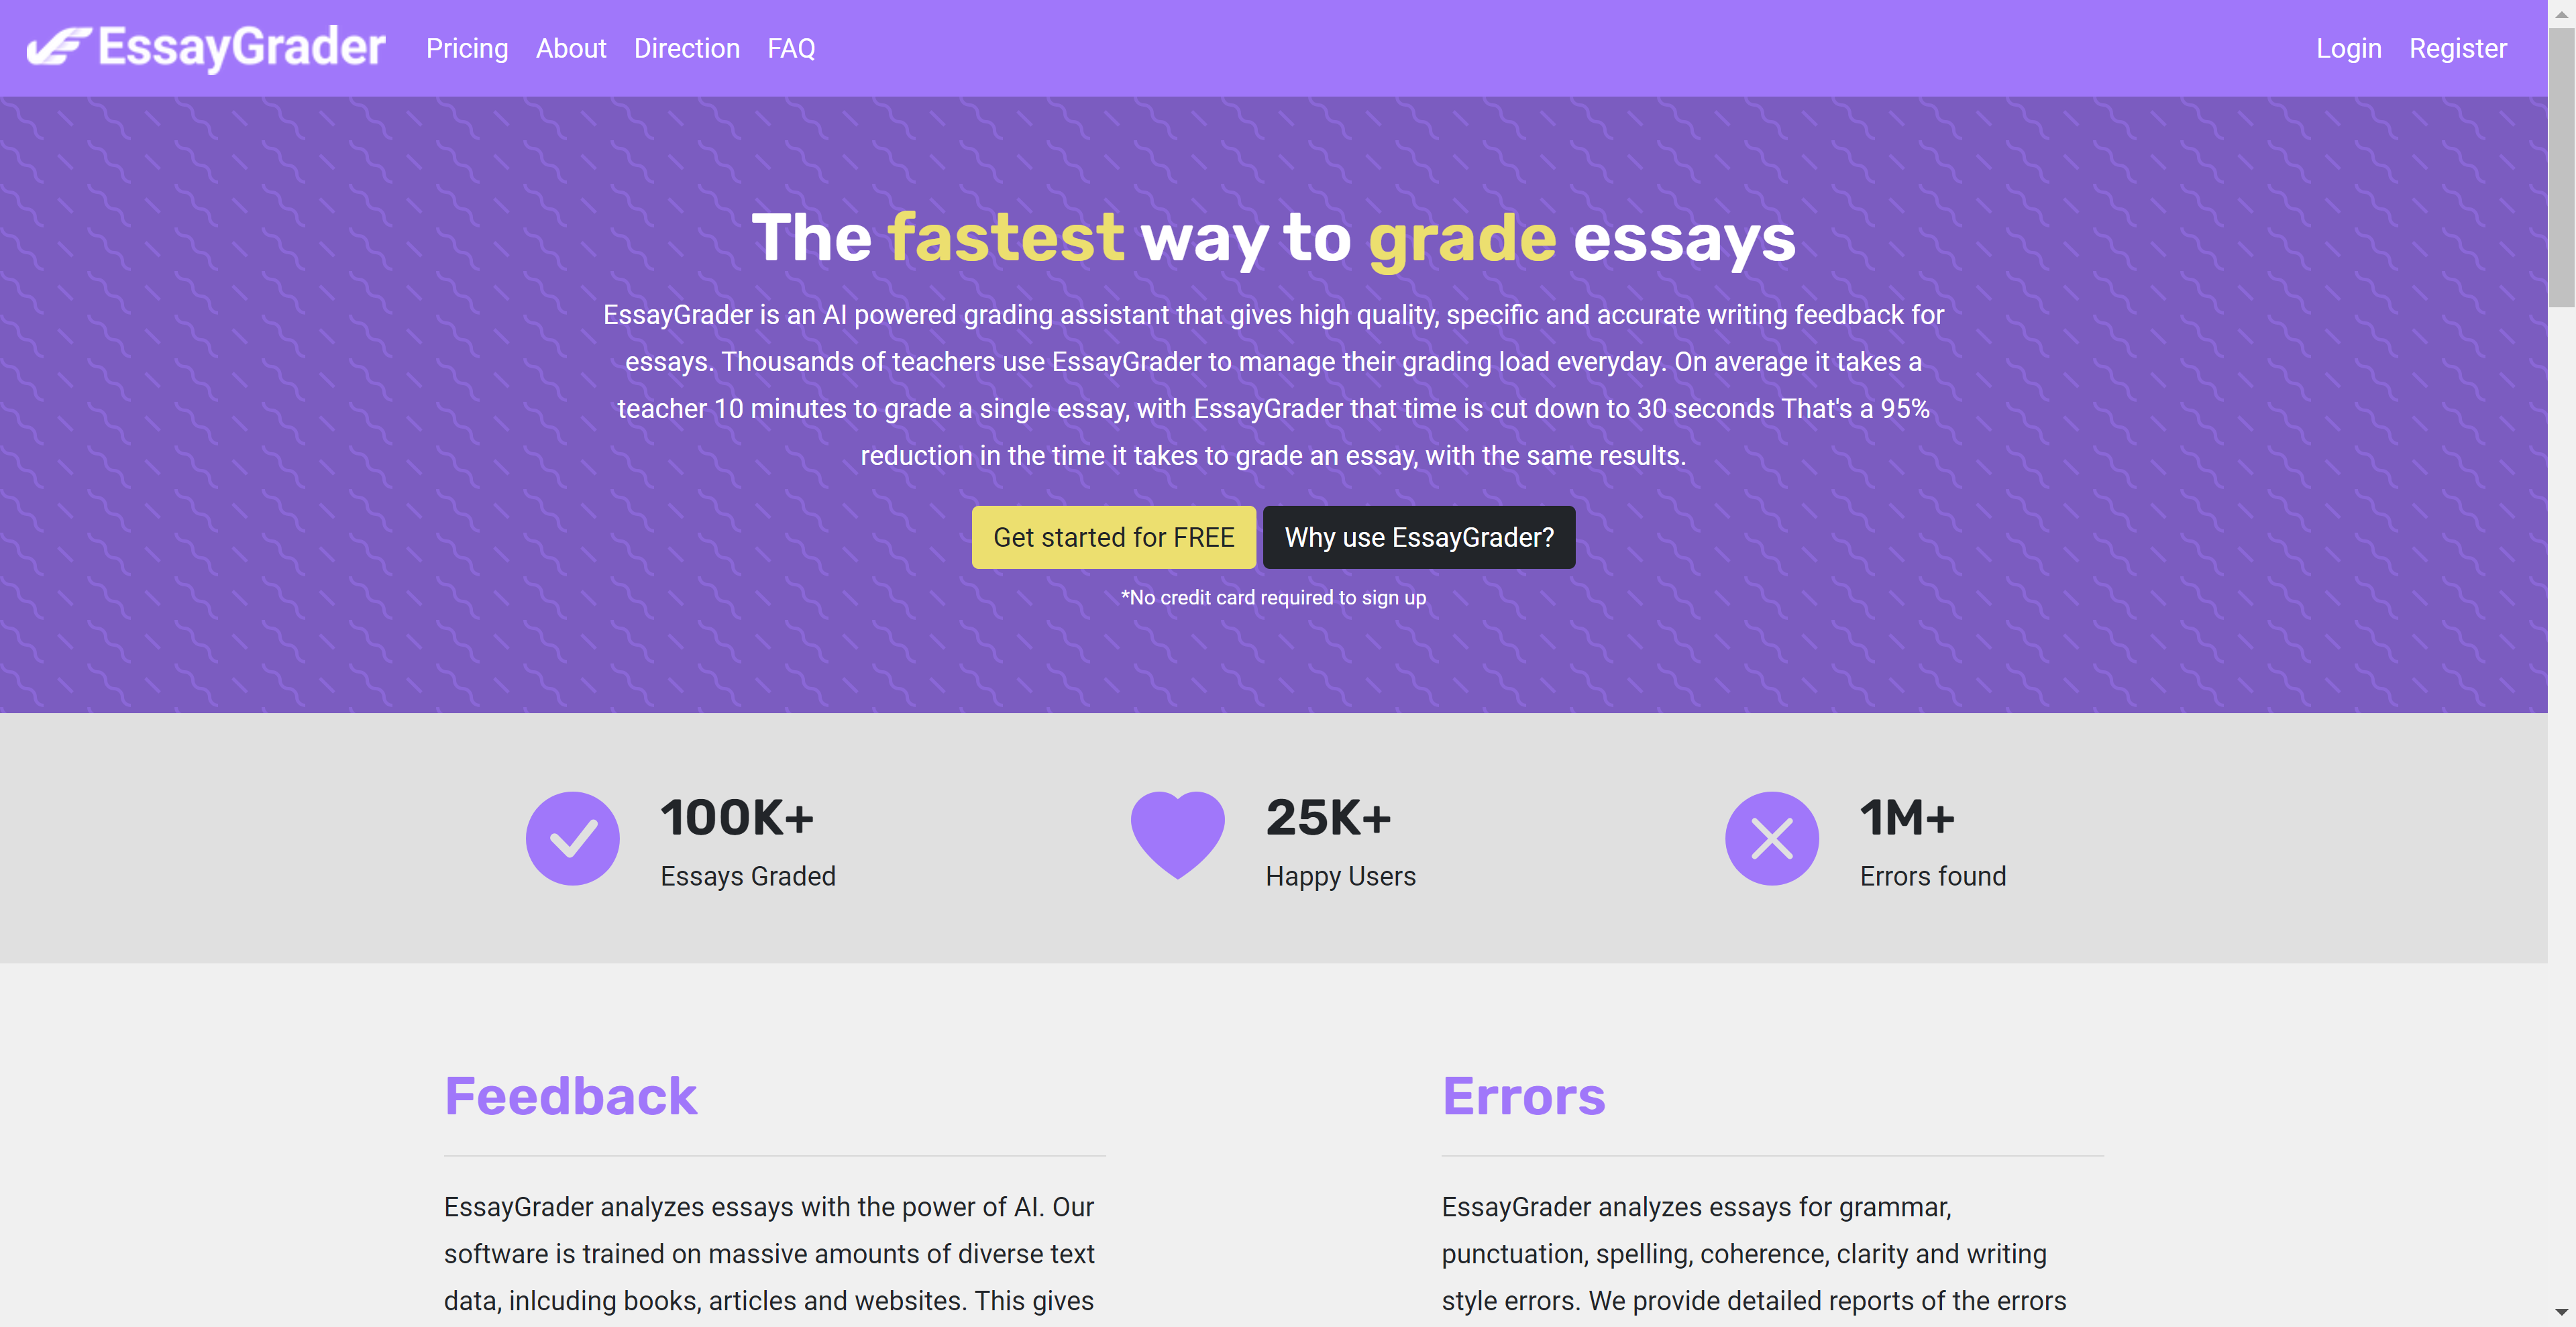 EssayGrader
Pricing About Direction FAQ
Login Register
The fastest way to grade essays
EssayGrader is an AI powered grading assistant that gives high quality, specific and accurate writing feedback for
essays. Thousands of teachers use EssayGrader to manage their grading load everyday. On average it takes a
teacher 10 minutes to grade a single essay, with EssayGrader that time is cut down to 30 seconds That's a 95%
reduction in the time it takes to grade an essay, with the same results.
Get started for FREE
Why use EssayGrader?
*No credit card required to sign up
100K+
Essays Graded
25K+
Happy Users
1M+
Errors found
Feedback
EssayGrader analyzes essays with the power of AI. Our
software is trained on massive amounts of diverse text
data, inlcuding books, articles and websites. This gives
Errors
EssayGrader analyzes essays for grammar,
punctuation, spelling, coherence, clarity and writing
style errors. We provide detailed reports of the errors